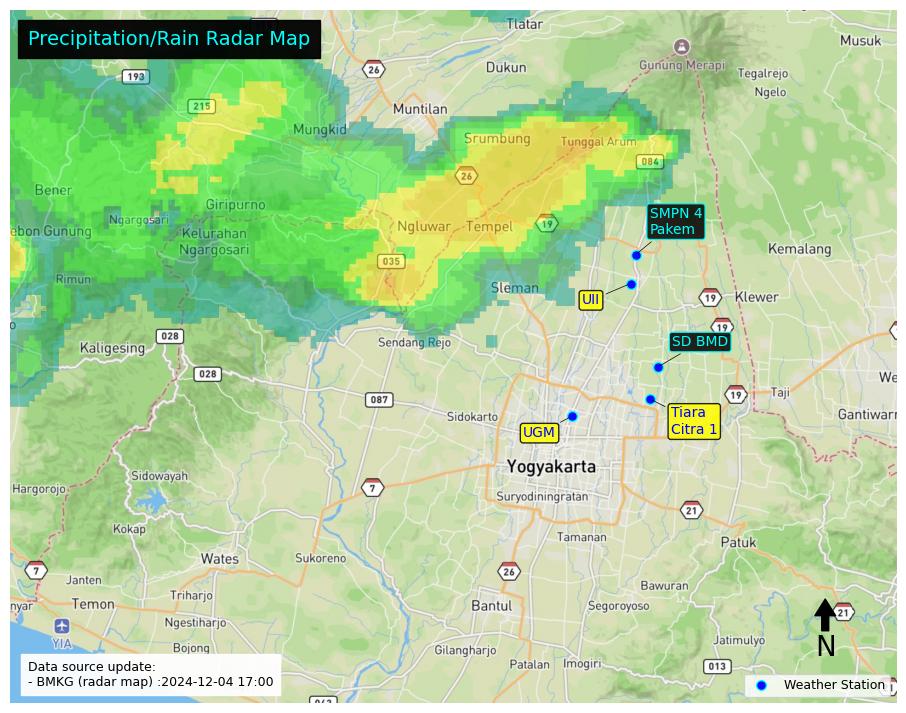 Tlatar
Precipitation/Rain Radar Map
Musuk
Gunung Merapi
26
Dukun
193
Tegalrejo
Ngelo
215
Muntilan
Mungkid
Srumbung
Tunggal Arum
084
26
Bener
Giripurno
SMPN 4
Pakem
Ngargosari
Ngluwar
Tempel
19
ebon Gunung
Kelurahan
Ngargosari
Kemalang
035
Rimun
Sleman
UII
19
Klewer
19
028
Sendang Rejo
SD BMD
Kaligesing
028
We
087
19
Taji
Sidokarto
Tiara
Citra 1
Gantiwarn
UGM
Yogyakarta
Sidowayah
Hargorojo
7
Suryodiningratan
21
Kokap
Tamanan
Patuk
Wates
Sukoreno
7
26
Janten
Bawuran
nyar
Temon
Triharjo
Bantul
Segoroyoso
21
Ngestiharjo
YIA
Jatimulyo
N
Bojong
Gilangharjo
Patalan
Imogiri
013
Data source update:
- BMKG (radar map) :2024-12-04 17:00
Weather Station